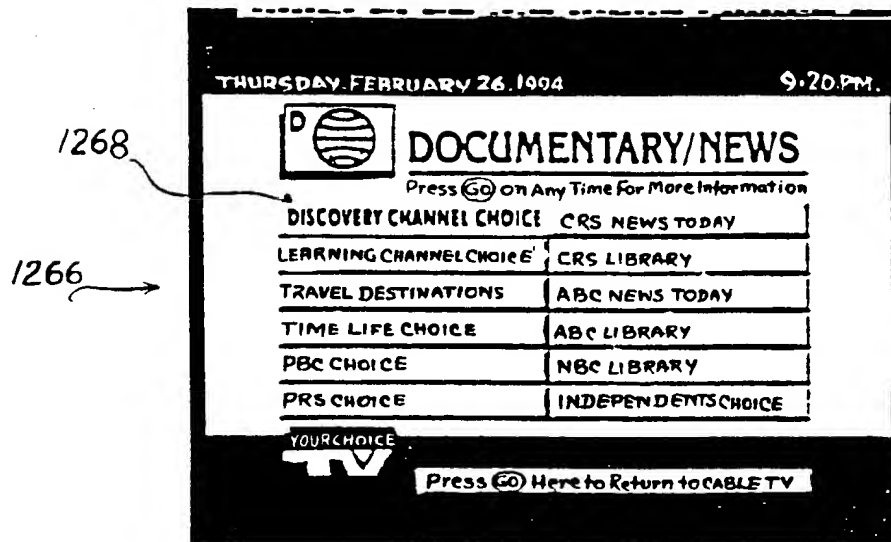 THURSDAY.FEBRUARY 26.1994 9.20.PM.
D
DOCUMENTARY/NEWS
1268
Press GO on Any Time For More Information
DISCOVERY CHANNEL CHOICE CRS NEWS TODAY
LEARNING CHANNEL CHOICE CRS LIBRARY
1266
TRAVEL DESTINATIONS ABC NEWS TODAY
TIME LIFE CHOICE ABC LIBRARY
PBC CHOICE NBC LIBRARY
PRS CHOICE INDEPENDENTS CHOICE
YOUR CHOICE
TV
Press GO Here to Return to CABLE TV